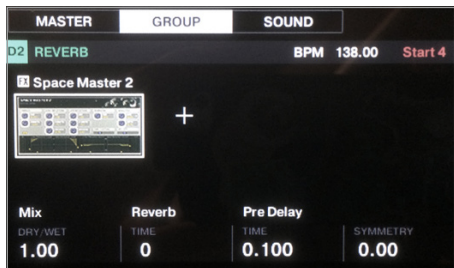 MASTER GROUP SOUND
D2 REVERB BPM 138.00 Start 4
FX Space Master 2
+
Mix Reverb Pre Delay
DRY/WET TIME TIME SYMMETRY
1.00 0 0.100 0.00